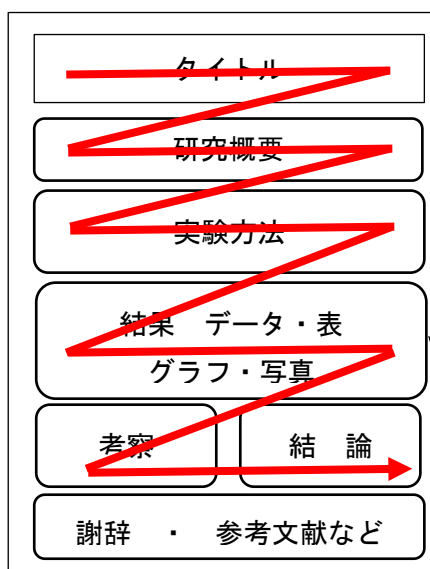 タイトル
研究概要
実験方法
結果　データ・表
グラフ・写真
考察
結　論
謝辞　・　参考文献など